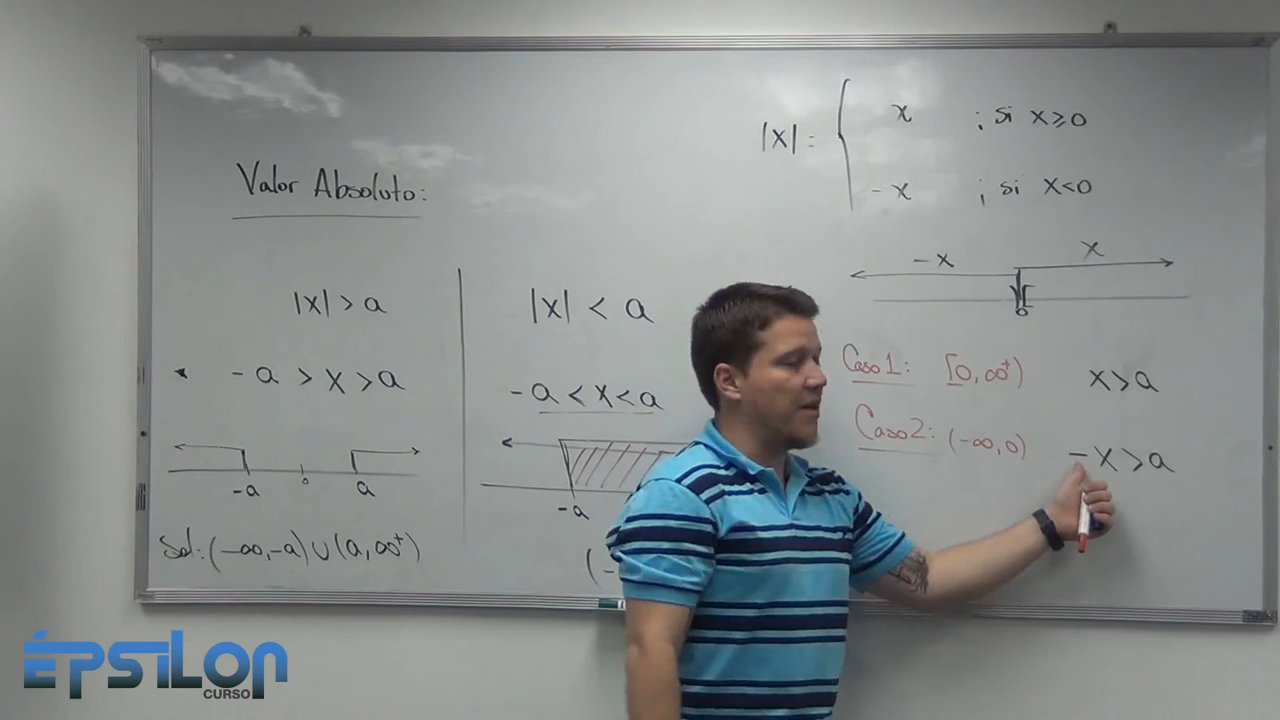 Valor Absoluto:
|x| > a
-a > x > a
-a 0 a
Sol: (-∞, -a) ∪ (a, ∞⁺)
|x| < a
-a < x < a
-a
(-
|x| = { x ; si x ≥ 0
-x ; si x < 0
-x x
0
Caso 1: [0, ∞⁺) x > a
Caso 2: (-∞, 0) -x > a
ÉPSILON
CURSO